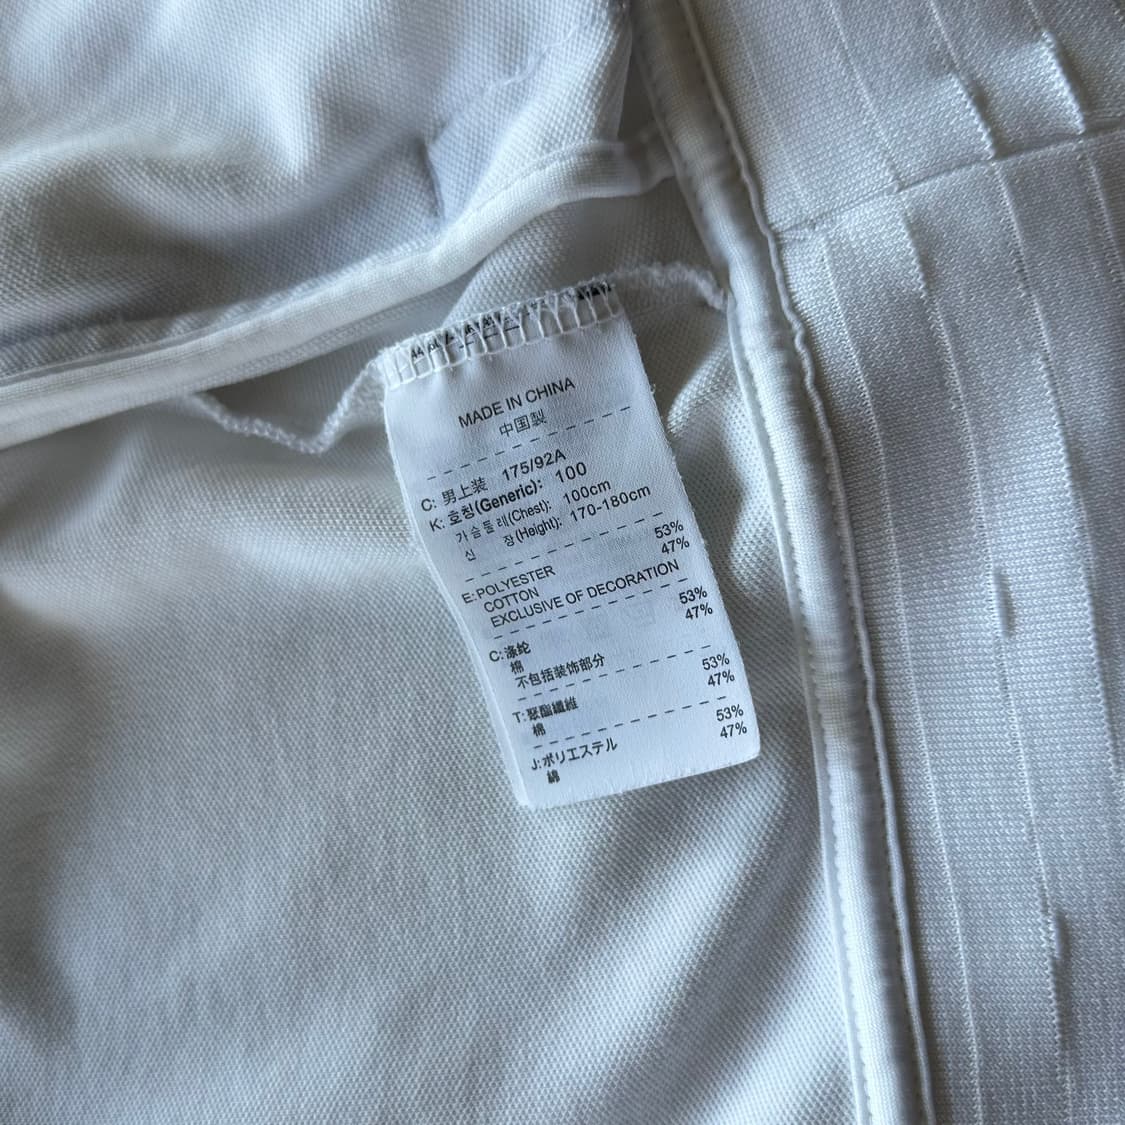 MADE IN CHINA
中国製
C: 男上装 175/92A
K: 호칭(Generic): 100
가슴둘레(Chest): 100cm
신 장(Height): 170-180cm
E: POLYESTER 53%
COTTON 47%
EXCLUSIVE OF DECORATION
C: 涤纶 53%
棉 47%
不包括装饰部分
T: 聚酯纖維 53%
棉 47%
J: ポリエステル 53%
綿 47%